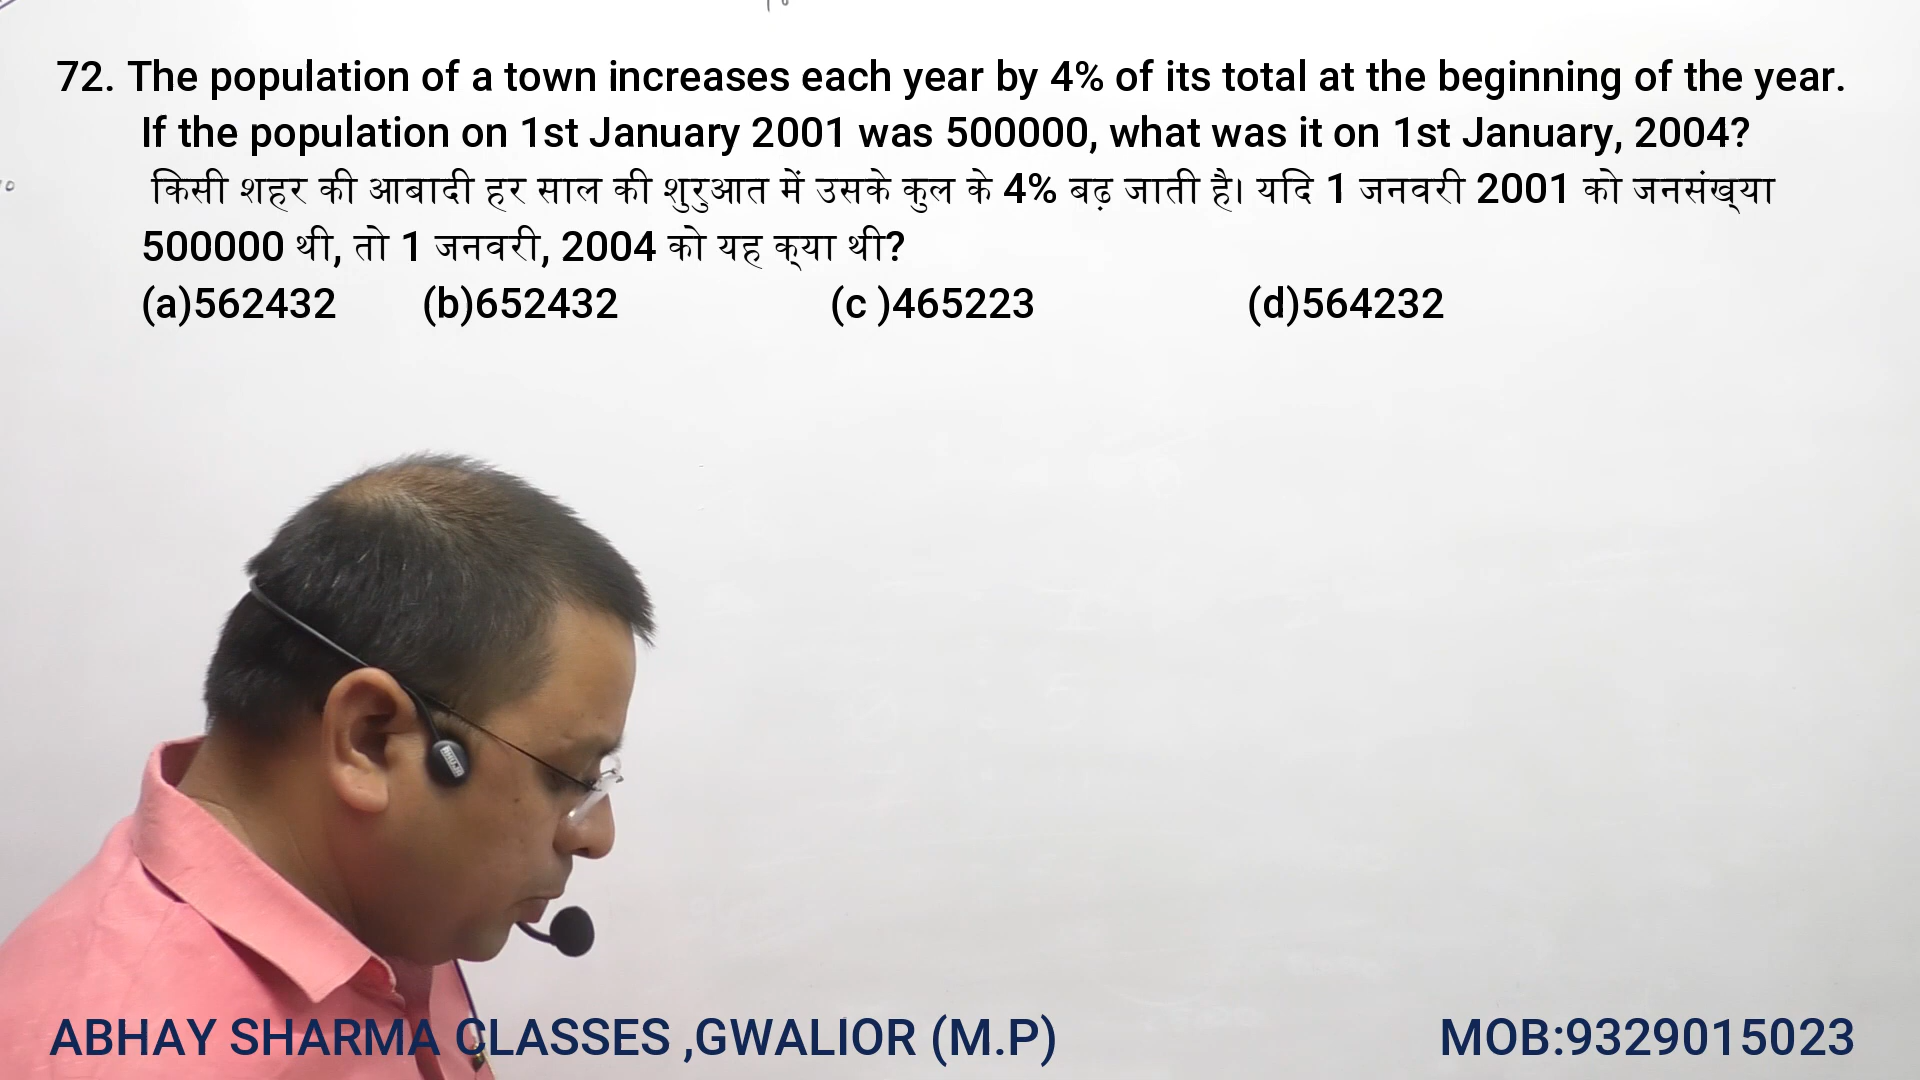 72. The population of a town increases each year by 4% of its total at the beginning of the year.
If the population on 1st January 2001 was 500000, what was it on 1st January, 2004?
किसी शहर की आबादी हर साल की शुरुआत में उसके कुल के 4% बढ़ जाती है। यदि 1 जनवरी 2001 को जनसंख्या
500000 थी, तो 1 जनवरी, 2004 को यह क्या थी?
(a)562432 (b)652432 (c )465223 (d)564232
ABHAY SHARMA CLASSES ,GWALIOR (M.P) MOB:9329015023